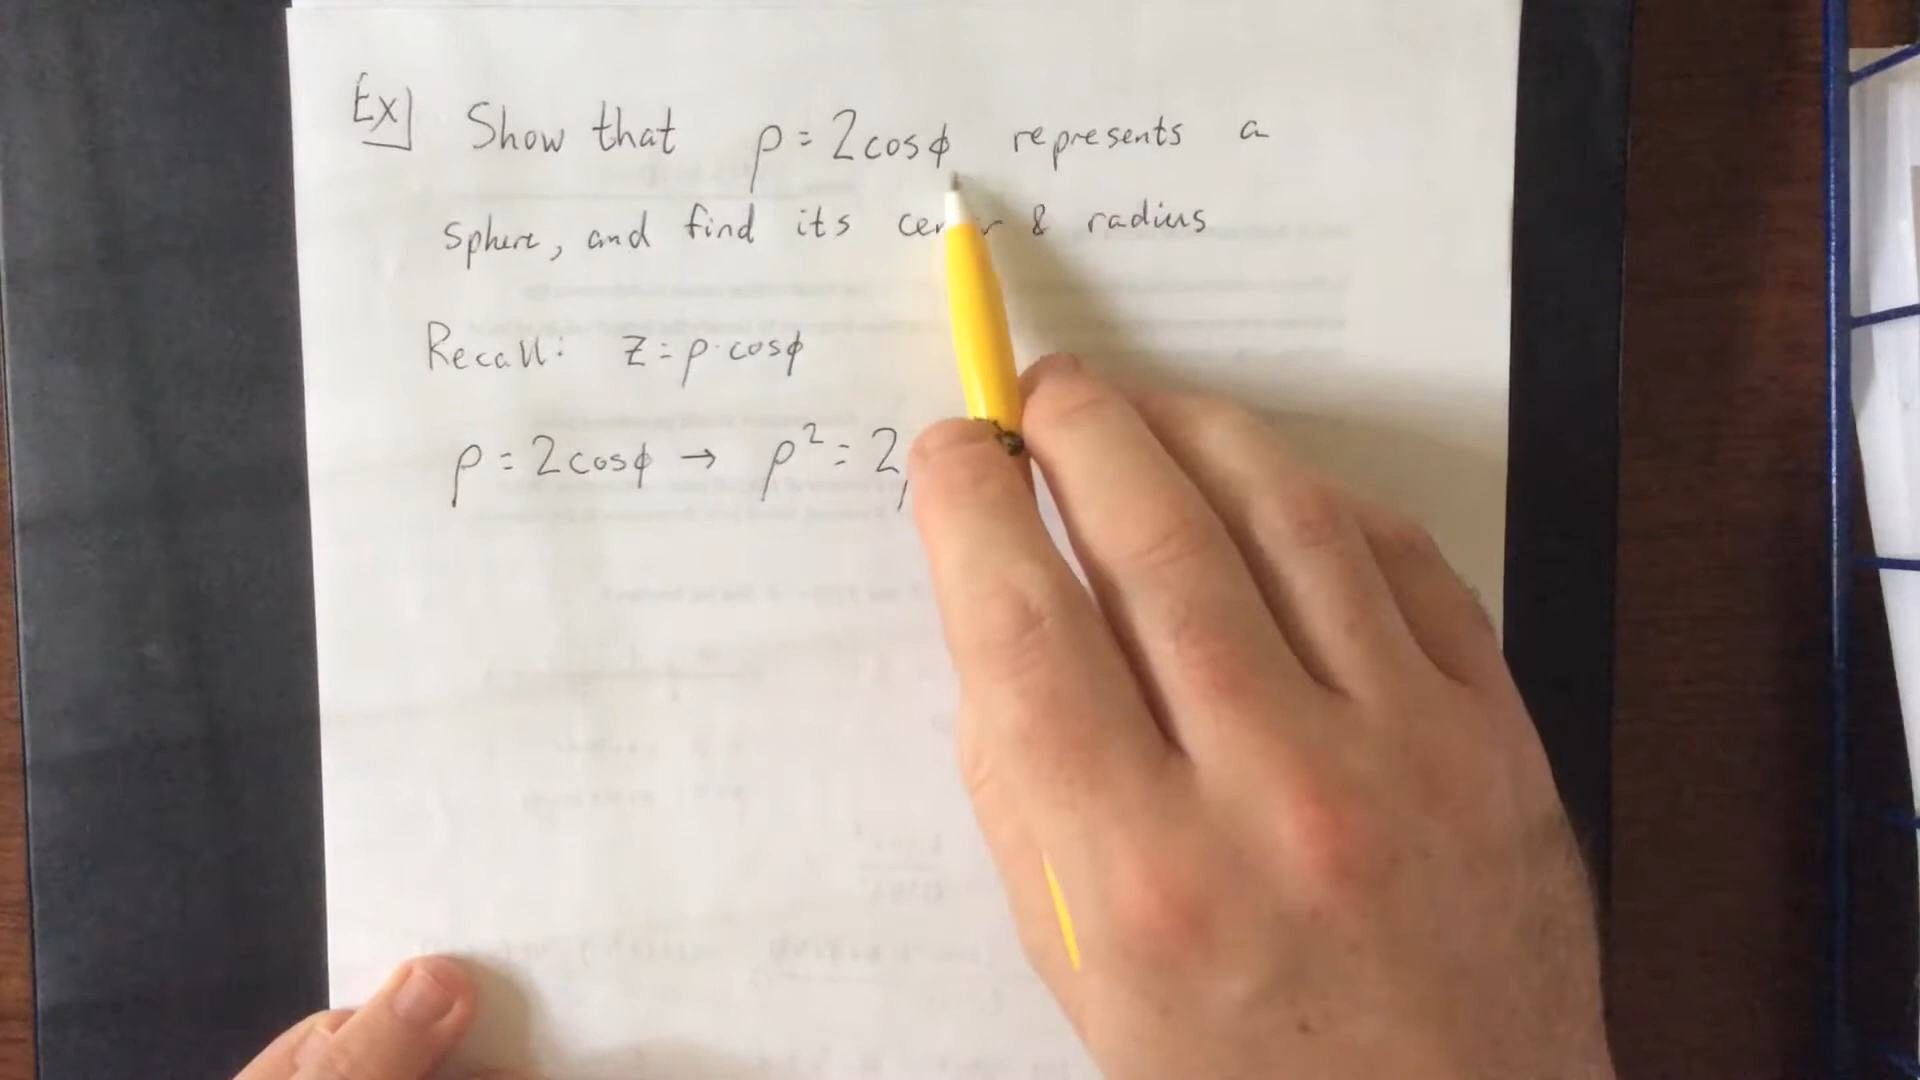 Ex] Show that ρ = 2cosϕ represents a
sphere, and find its & radius
Recall: z = ρ·cosϕ
ρ = 2cosϕ → ρ² = 2